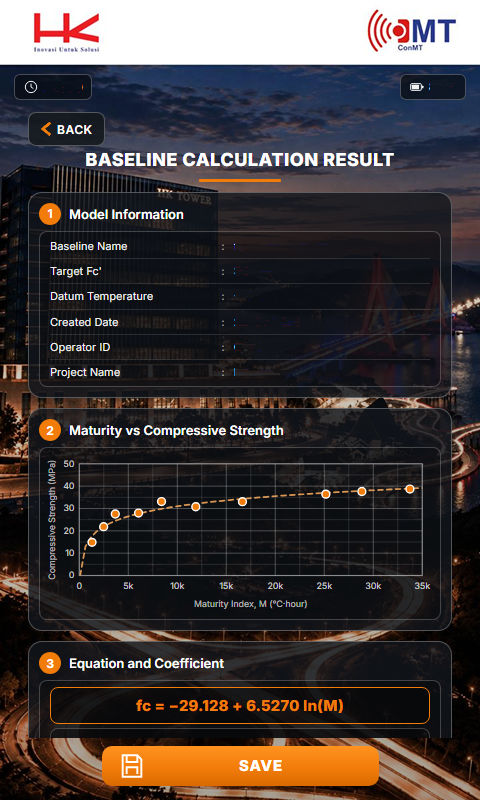 HK
Inovasi Untuk Solusi
MT
ConMT
BACK
BASELINE CALCULATION RESULT
HK TOWER
1 Model Information
Baseline Name :
Target Fc' :
Datum Temperature
Created Date :
Operator ID :
Project Name :
2 Maturity vs Compressive Strength
Compressive Strength (MPa)
50
40
30
20
10
0
0 5k 10k 15k 20k 25k 30k 35k
Maturity Index, M (°C·hour)
3 Equation and Coefficient
fc = −29.128 + 6.5270 ln(M)
SAVE